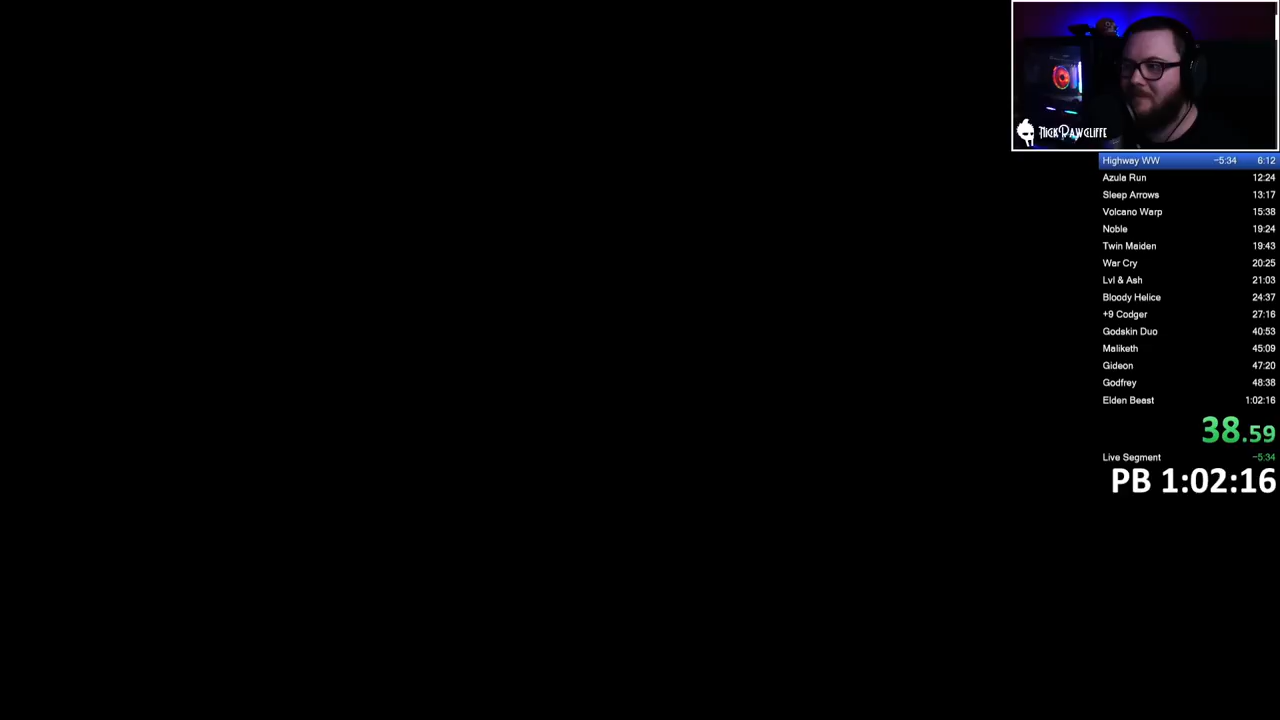 NickRawcliffe
Highway WW -5:34 6:12
Azula Run 12:24
Sleep Arrows 13:17
Volcano Warp 15:38
Noble 19:24
Twin Maiden 19:43
War Cry 20:25
Lvl & Ash 21:03
Bloody Helice 24:37
+9 Codger 27:16
Godskin Duo 40:53
Maliketh 45:09
Gideon 47:20
Godfrey 48:38
Elden Beast 1:02:16
38.59
Live Segment -5:34
PB 1:02:16